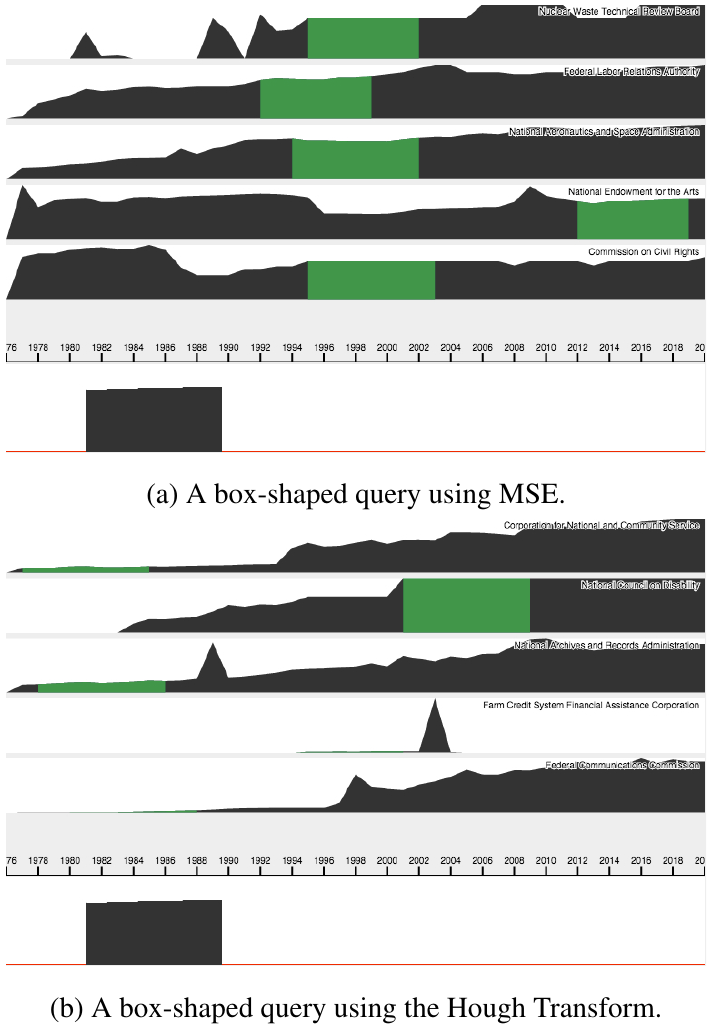 Nuclear Waste Technical Review Board
Federal Labor Relations Authority
National Aeronautics and Space Administration
National Endowment for the Arts
Commission on Civil Rights
76 1978 1980 1982 1984 1986 1988 1990 1992 1994 1996 1998 2000 2002 2004 2006 2008 2010 2012 2014 2016 2018 20
(a) A box-shaped query using MSE.
Corporation for National and Community Service
National Council on Disability
National Archives and Records Administration
Farm Credit System Financial Assistance Corporation
Federal Communications Commission
76 1978 1980 1982 1984 1986 1988 1990 1992 1994 1996 1998 2000 2002 2004 2006 2008 2010 2012 2014 2016 2018 20
(b) A box-shaped query using the Hough Transform.